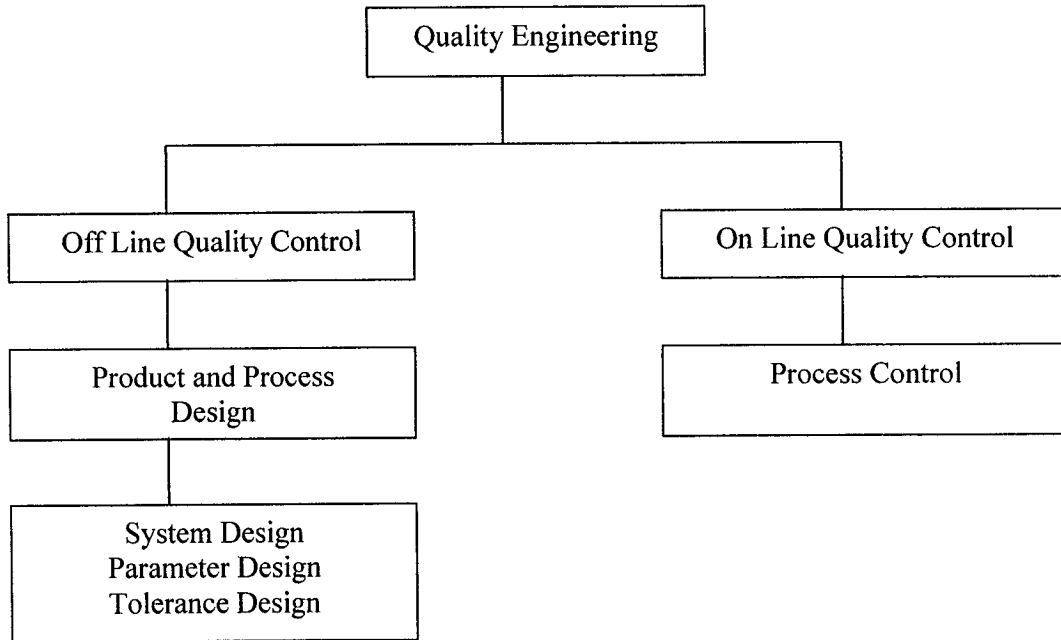 Quality Engineering
Off Line Quality Control
On Line Quality Control
Product and Process
Design
Process Control
System Design
Parameter Design
Tolerance Design